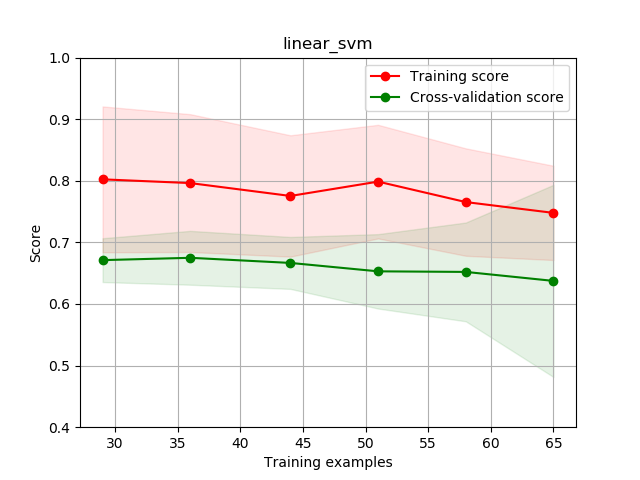 linear_svm
Training score
Cross-validation score
1.0
0.9
0.8
0.7
0.6
0.5
0.4
Score
30 35 40 45 50 55 60 65
Training examples